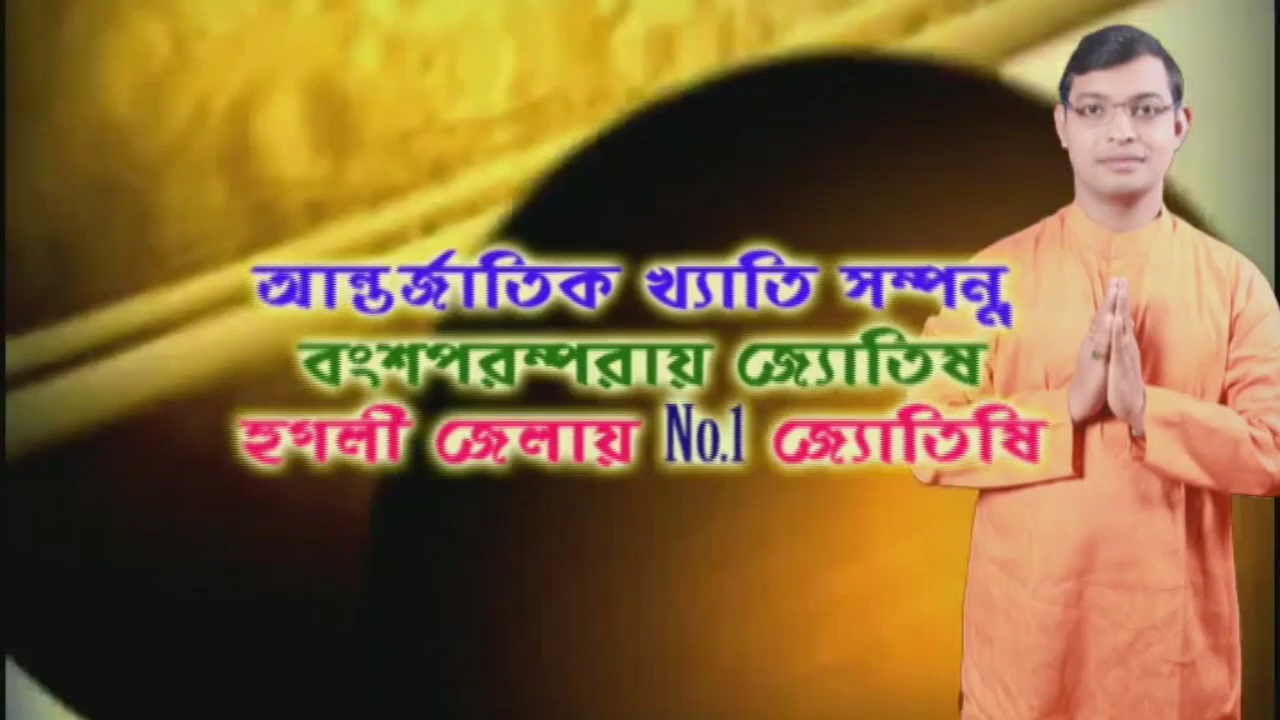 আন্তর্জাতিক খ্যাতি সম্পন্ন
বংশপরম্পরায় জ্যোতিষ
হুগলী জেলায় No.1 জ্যোতিষি